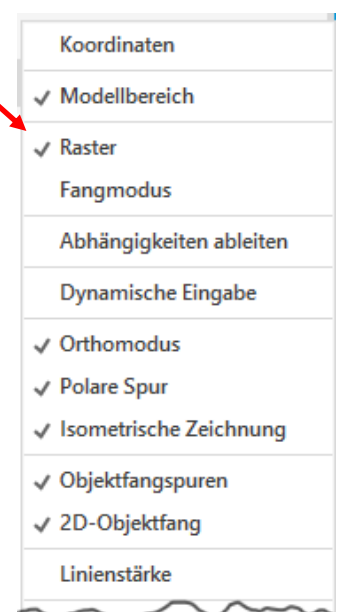 Koordinaten
Modellbereich
Raster
Fangmodus
Abhängigkeiten ableiten
Dynamische Eingabe
Orthomodus
Polare Spur
Isometrische Zeichnung
Objektfangspuren
2D-Objektfang
Linienstärke